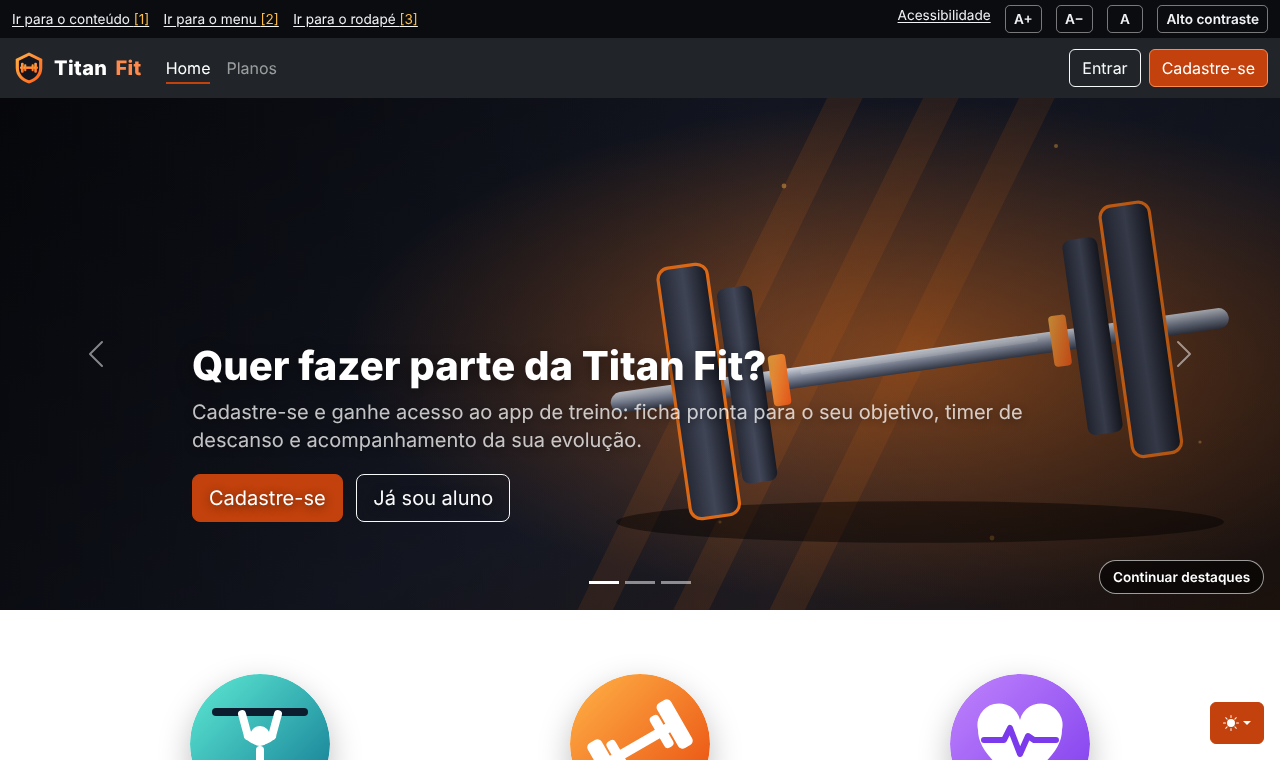 Ir para o conteúdo [1] Ir para o menu [2] Ir para o rodapé [3] Acessibilidade A+ A− A Alto contraste
Titan Fit Home Planos Entrar Cadastre-se
Quer fazer parte da Titan Fit?
Cadastre-se e ganhe acesso ao app de treino: ficha pronta para o seu objetivo, timer de
descanso e acompanhamento da sua evolução.
Cadastre-se Já sou aluno
Continuar destaques